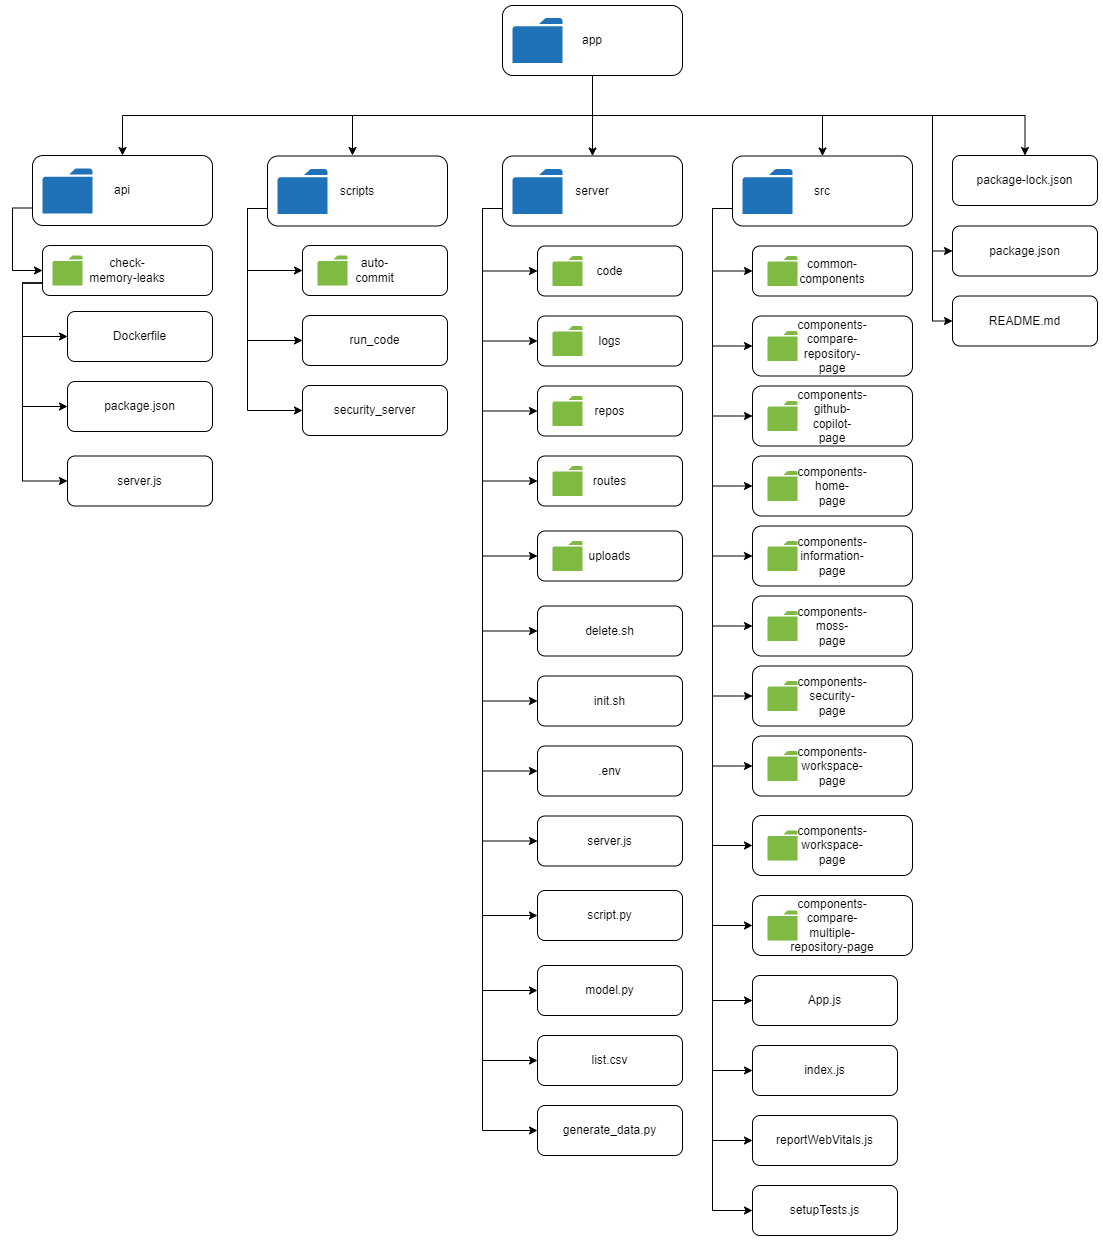 app
api
check-
memory-leaks
Dockerfile
package.json
server.js
scripts
auto-
commit
run_code
security_server
server
code
logs
repos
routes
uploads
delete.sh
init.sh
.env
server.js
script.py
model.py
list.csv
generate_data.py
src
common-
components
components-
compare-
repository-
page
components-
github-
copilot-
page
components-
home-
page
components-
information-
page
components-
moss-
page
components-
security-
page
components-
workspace-
page
components-
workspace-
page
components-
compare-
multiple-
repository-page
App.js
index.js
reportWebVitals.js
setupTests.js
package-lock.json
package.json
README.md